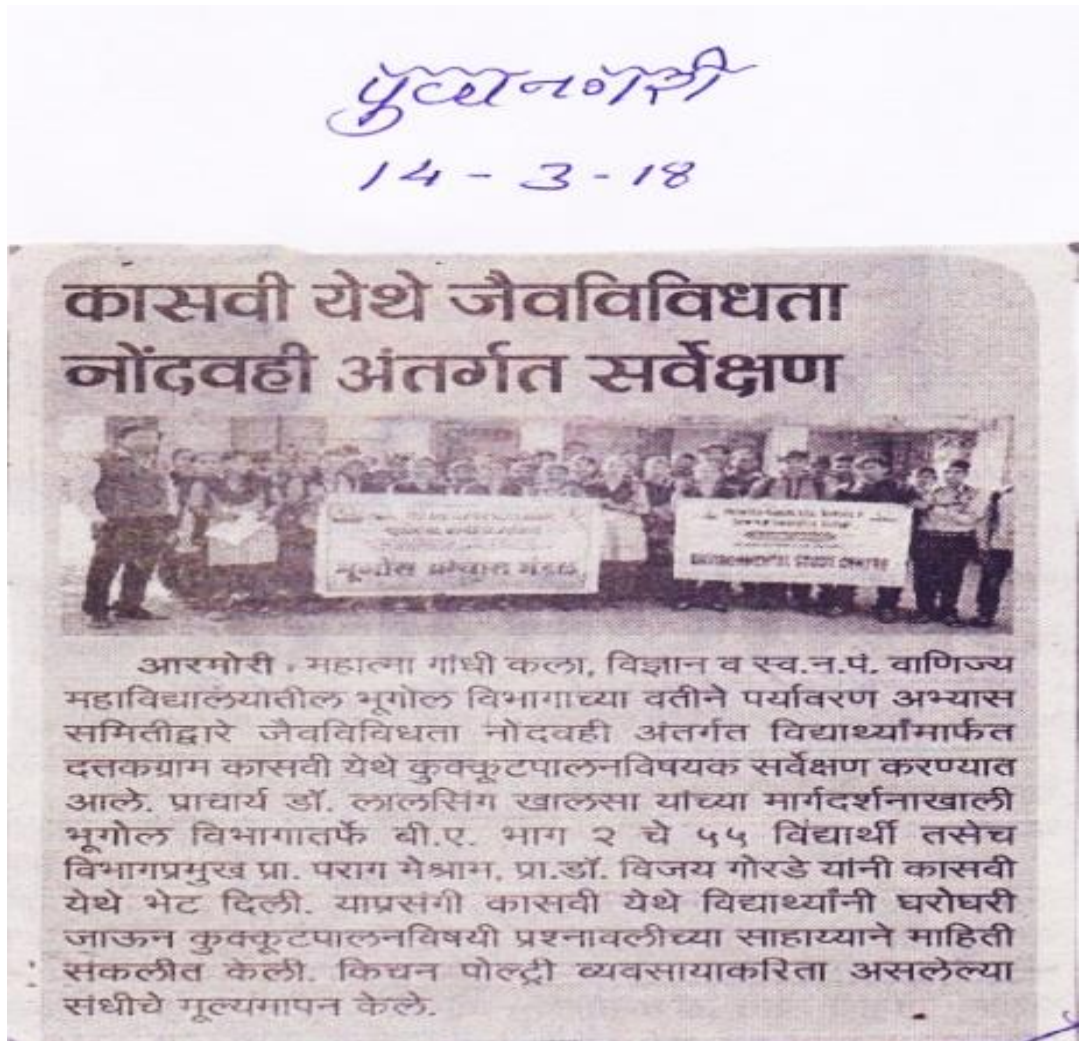 पुण्यनगरी
14-3-18
कासवी येथे जैवविविधता
नोंदवही अंतर्गत सर्वेक्षण
भूगोल अभ्यास मंडळ
ENVIRONMENTAL STUDY CENTRE
आरमोरी : महात्मा गांधी कला, विज्ञान व स्व.न.पं. वाणिज्य
महाविद्यालयातील भूगोल विभागाच्या वतीने पर्यावरण अभ्यास
समितीद्वारे जैवविविधता नोंदवही अंतर्गत विद्यार्थ्यांमार्फत
दत्तकग्राम कासवी येथे कुक्कूटपालनविषयक सर्वेक्षण करण्यात
आले. प्राचार्य डॉ. लालसिंग खालसा यांच्या मार्गदर्शनाखाली
भूगोल विभागातर्फे बी.ए. भाग २ चे ५५ विद्यार्थी तसेच
विभागप्रमुख प्रा. पराग मेश्राम, प्रा.डॉ. विजय गोरडे यांनी कासवी
येथे भेट दिली. याप्रसंगी कासवी येथे विद्यार्थ्यांनी घरोघरी
जाऊन कुक्कूटपालनविषयी प्रश्नावलीच्या साहाय्याने माहिती
संकलीत केली. किचन पोल्ट्री व्यवसायाकरिता असलेल्या
संधीचे मूल्यमापन केले.